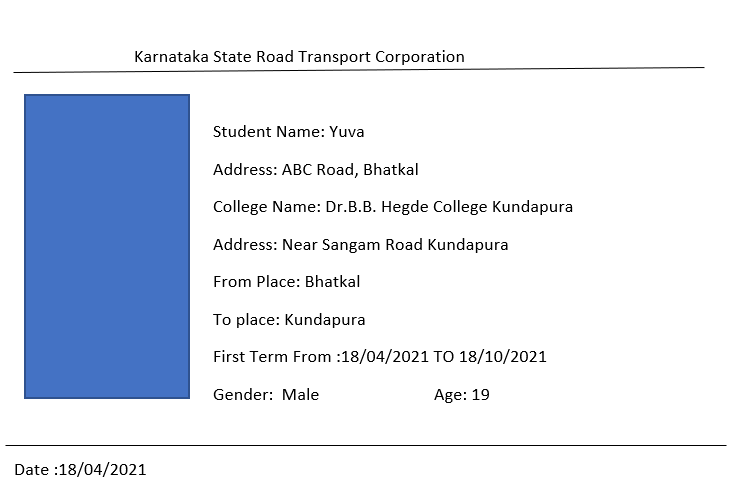 Karnataka State Road Transport Corporation
Student Name: Yuva
Address: ABC Road, Bhatkal
College Name: Dr.B.B. Hegde College Kundapura
Address: Near Sangam Road Kundapura
From Place: Bhatkal
To place: Kundapura
First Term From :18/04/2021 TO 18/10/2021
Gender:  Male Age: 19
Date :18/04/2021